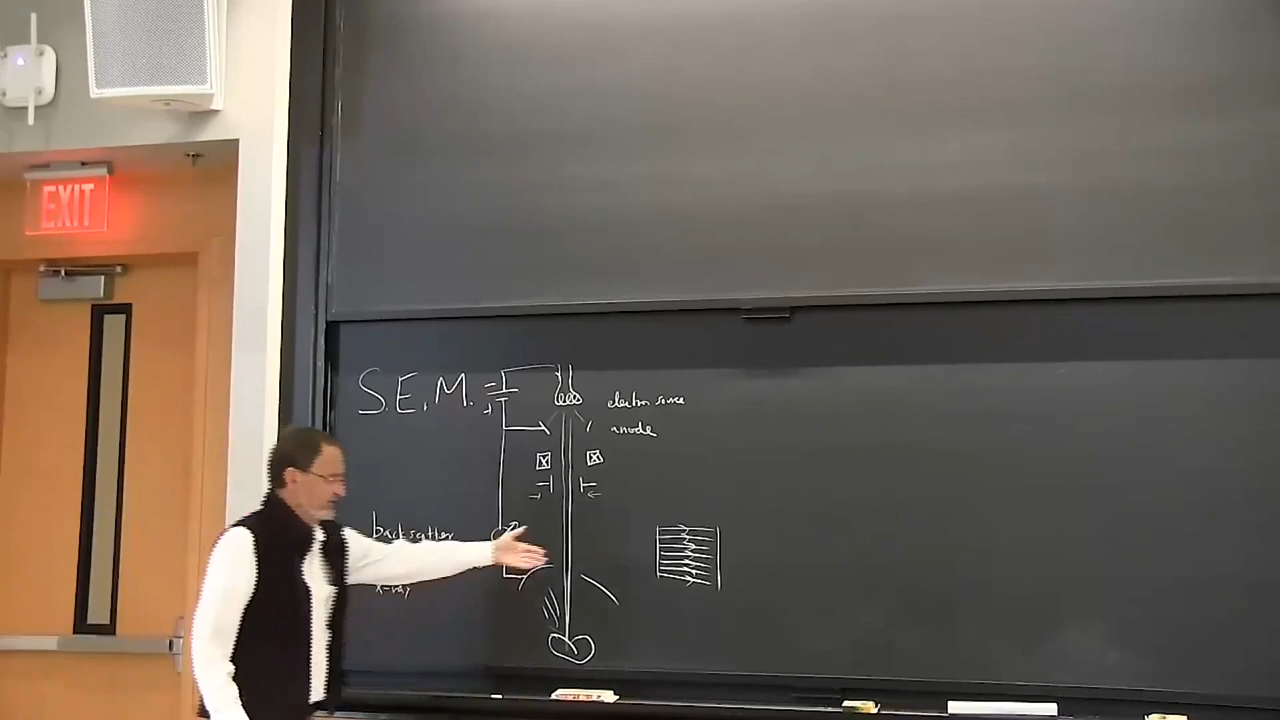 EXIT
S.E.M.
electron source
anode
backscatter
x-ray